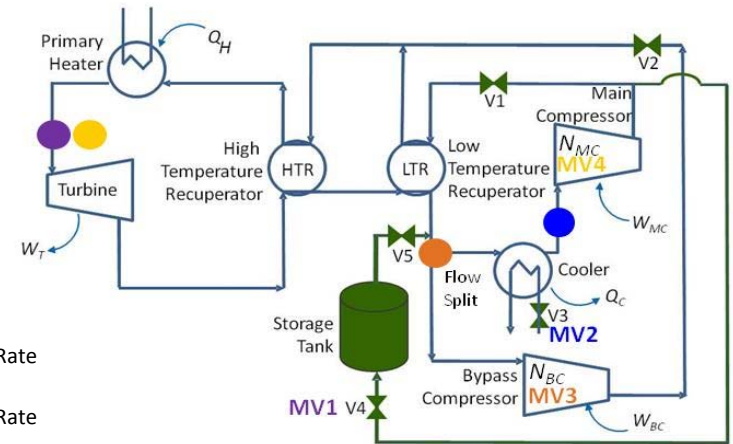 Primary
Heater
Q_H
V2
V1
Main
Compressor
High
Temperature
Recuperator
HTR
LTR
Low
Temperature
Recuperator
N_MC
MV4
Turbine
W_T
W_MC
V5
Flow
Split
Cooler
Q_C
V3
MV2
Storage
Tank
Rate
Bypass
Compressor
N_BC
MV3
MV1 V4
Rate
W_BC